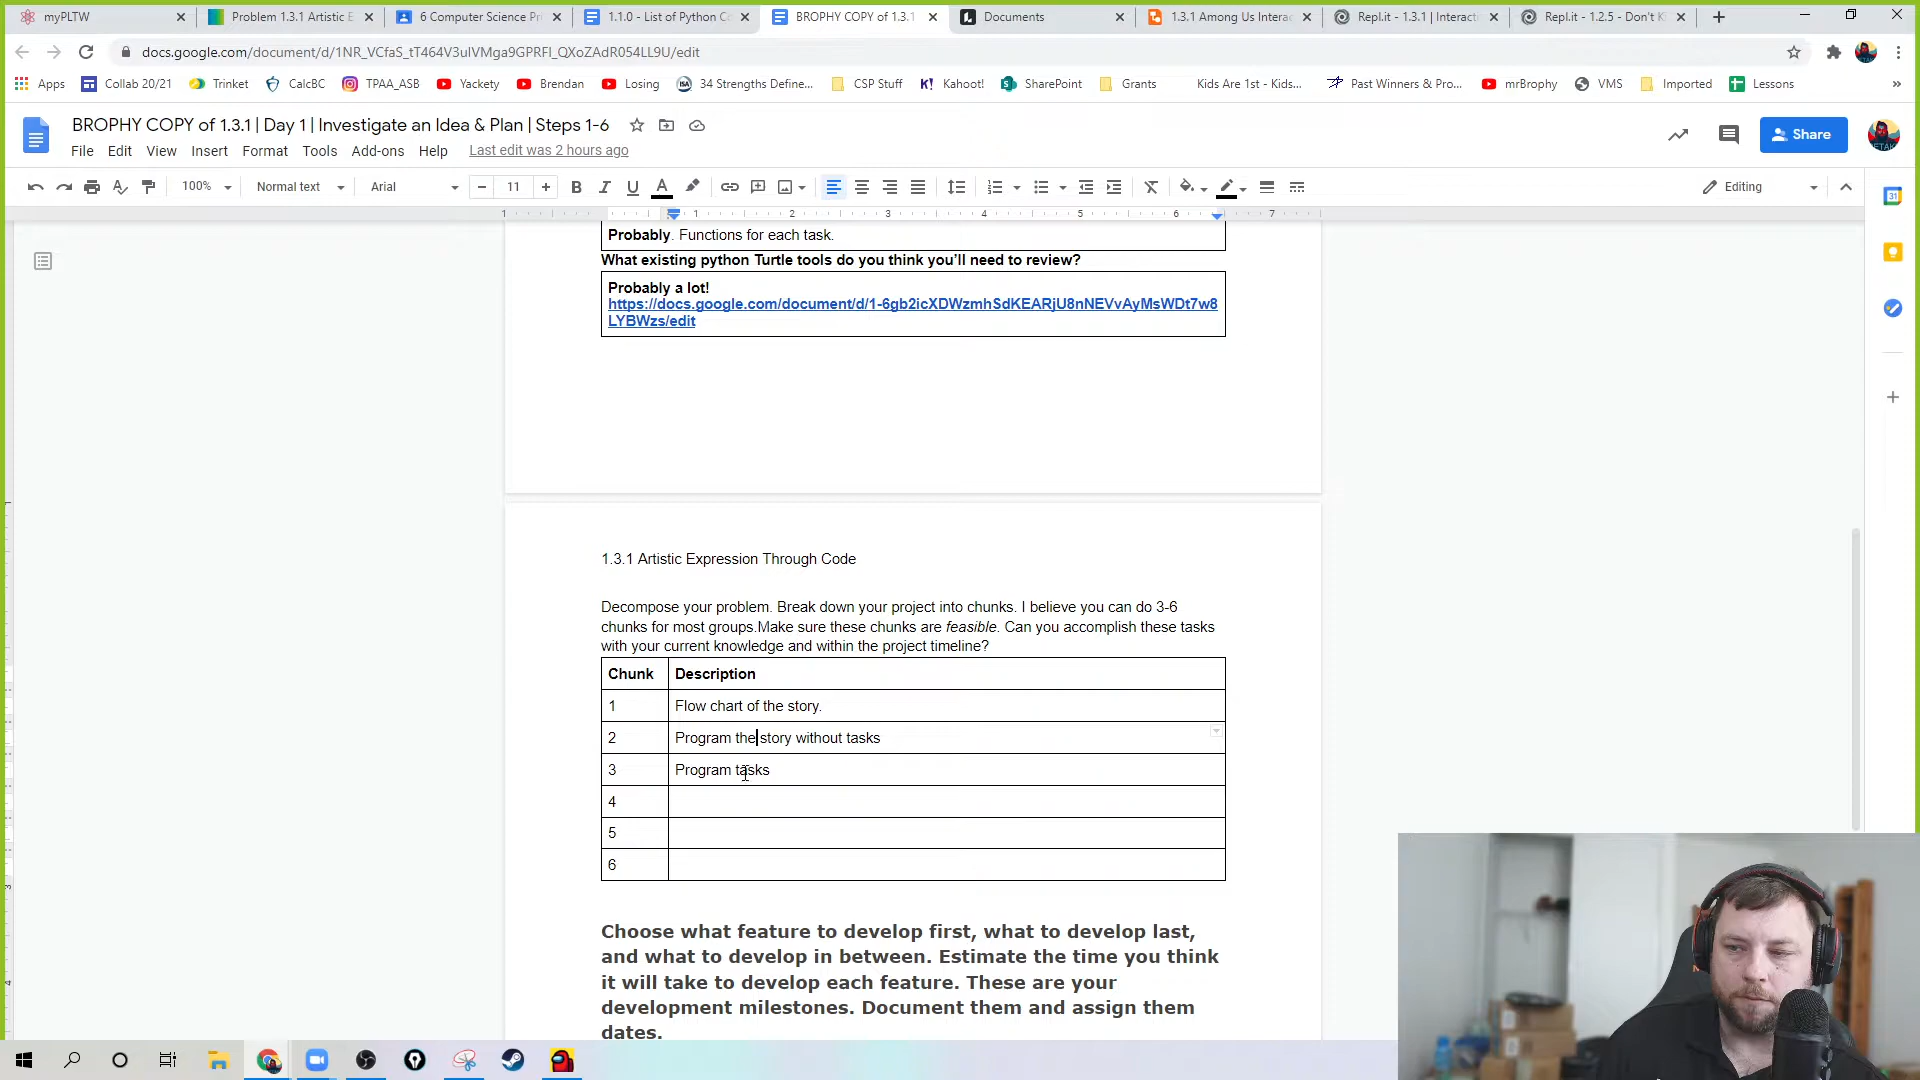 myPLTW
Problem 1.3.1 Artistic E
6 Computer Science Pri
1.1.0 - List of Python Co
BROPHY COPY of 1.3.1
Documents
1.3.1 Among Us Interac
Repl.it - 1.3.1 | Interacti
Repl.it - 1.2.5 - Don't K
docs.google.com/document/d/1NR_VCfaS_tT464V3ulVMga9GPRFI_QXoZAdR054LL9U/edit
Apps
Collab 20/21
Trinket
CalcBC
TPAA_ASB
Yackety
Brendan
Losing
34 Strengths Define...
CSP Stuff
Kahoot!
SharePoint
Grants
Kids Are 1st - Kids...
Past Winners & Pro...
mrBrophy
VMS
Imported
Lessons
»
BROPHY COPY of 1.3.1 | Day 1 | Investigate an Idea & Plan | Steps 1-6
Share
File Edit View Insert Format Tools Add-ons Help Last edit was 2 hours ago
100% Normal text Arial 11 Editing
1 1 2 3 4 5 6 7
Probably. Functions for each task.
What existing python Turtle tools do you think you'll need to review?
Probably a lot!
https://docs.google.com/document/d/1-6gb2icXDWzmhSdKEARjU8nNEVvAyMsWDt7w8
LYBWzs/edit
1.3.1 Artistic Expression Through Code
Decompose your problem. Break down your project into chunks. I believe you can do 3-6
chunks for most groups.Make sure these chunks are feasible. Can you accomplish these tasks
with your current knowledge and within the project timeline?
Chunk Description
1 Flow chart of the story.
2 Program the story without tasks
3 Program tasks
4
5
6
Choose what feature to develop first, what to develop last,
and what to develop in between. Estimate the time you think
it will take to develop each feature. These are your
development milestones. Document them and assign them
dates.